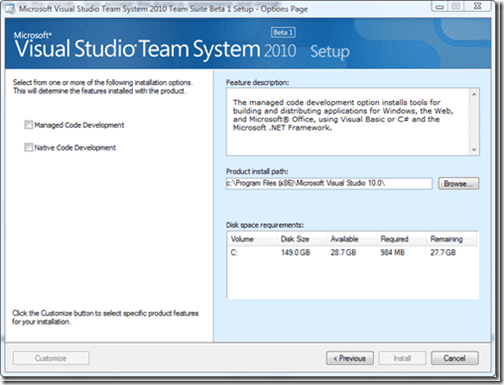 Microsoft Visual Studio Team System 2010 Team Suite Beta 1 Setup - Options Page
Beta 1
Microsoft®
Visual Studio® Team System 2010 Setup
Select from one or more of the following installation options.
This will determine the features installed with the product.
Managed Code Development
Native Code Development
Click the Customize button to select specific product features
for your installation.
Feature description:
The managed code development option installs tools for
building and distributing applications for Windows, the Web,
and Microsoft® Office, using Visual Basic or C# and the
Microsoft .NET Framework.
Product install path:
c:\Program Files (x86)\Microsoft Visual Studio 10.0\
Browse...
Disk space requirements:
Volume Disk Size Available Required Remaining
C: 149.0 GB 28.7 GB 984 MB 27.7 GB
Customize
< Previous
Install
Cancel